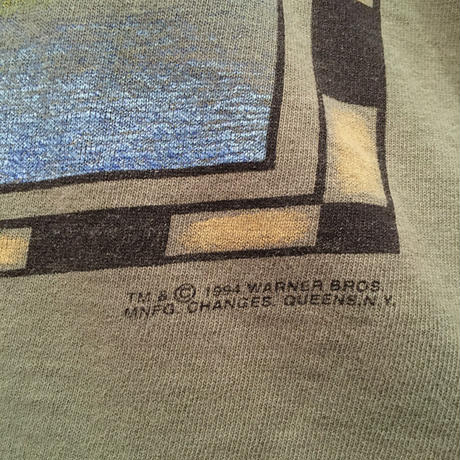 TM & © 1994 WARNER BROS.
MNFG. CHANGES. QUEENS, N.Y.